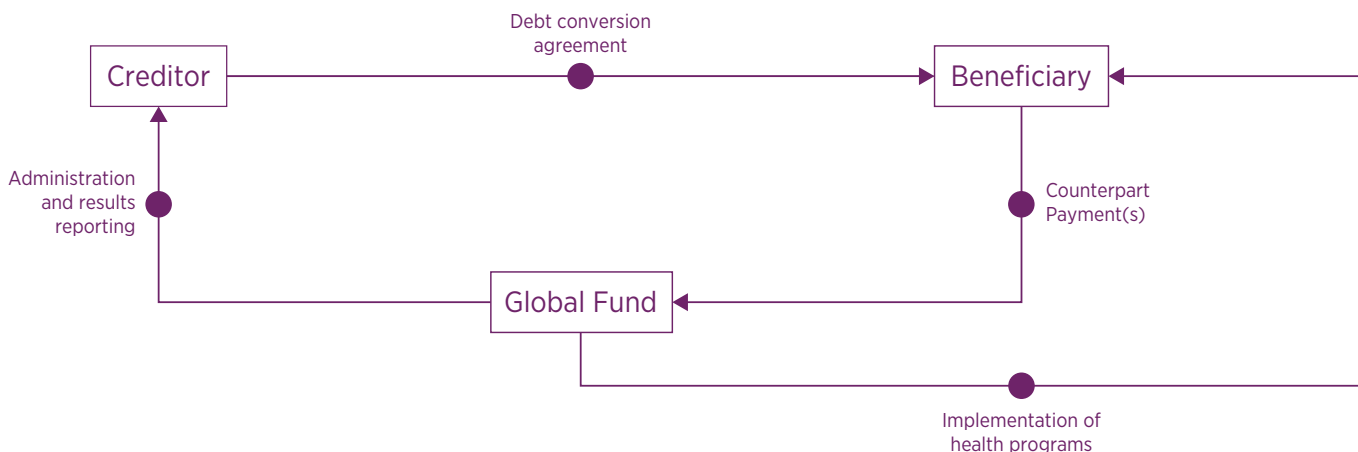 Debt conversion
agreement
Creditor
Beneficiary
Administration
and results
reporting
Counterpart
Payment(s)
Global Fund
Implementation of
health programs